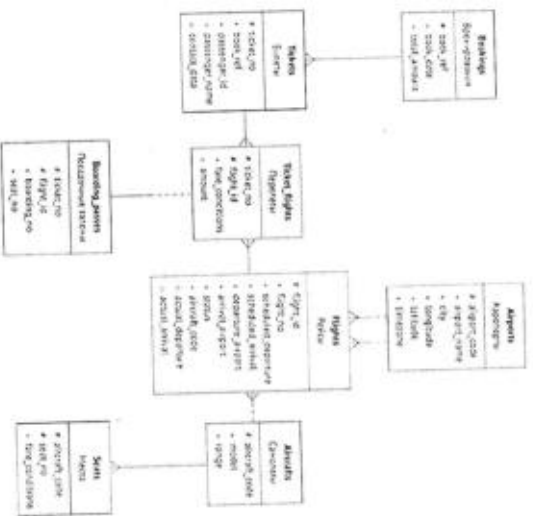 Bookings
Бронирования
# book_ref
* book_date
* total_amount
Airports
Аэропорты
# airport_code
* airport_name
* city
* longitude
* latitude
* timezone
Tickets
Билеты
# ticket_no
* book_ref
* passenger_id
* passenger_name
* contact_data
Ticket_flights
Перелеты
# ticket_no
# flight_id
* fare_conditions
* amount
Flights
Рейсы
# flight_id
* flight_no
* scheduled_departure
* scheduled_arrival
* departure_airport
* arrival_airport
* status
* aircraft_code
* actual_departure
* actual_arrival
Aircrafts
Самолеты
# aircraft_code
* model
* range
Boarding_passes
Посадочные талоны
# ticket_no
# flight_id
* boarding_no
* seat_no
Seats
Места
# aircraft_code
# seat_no
* fare_conditions